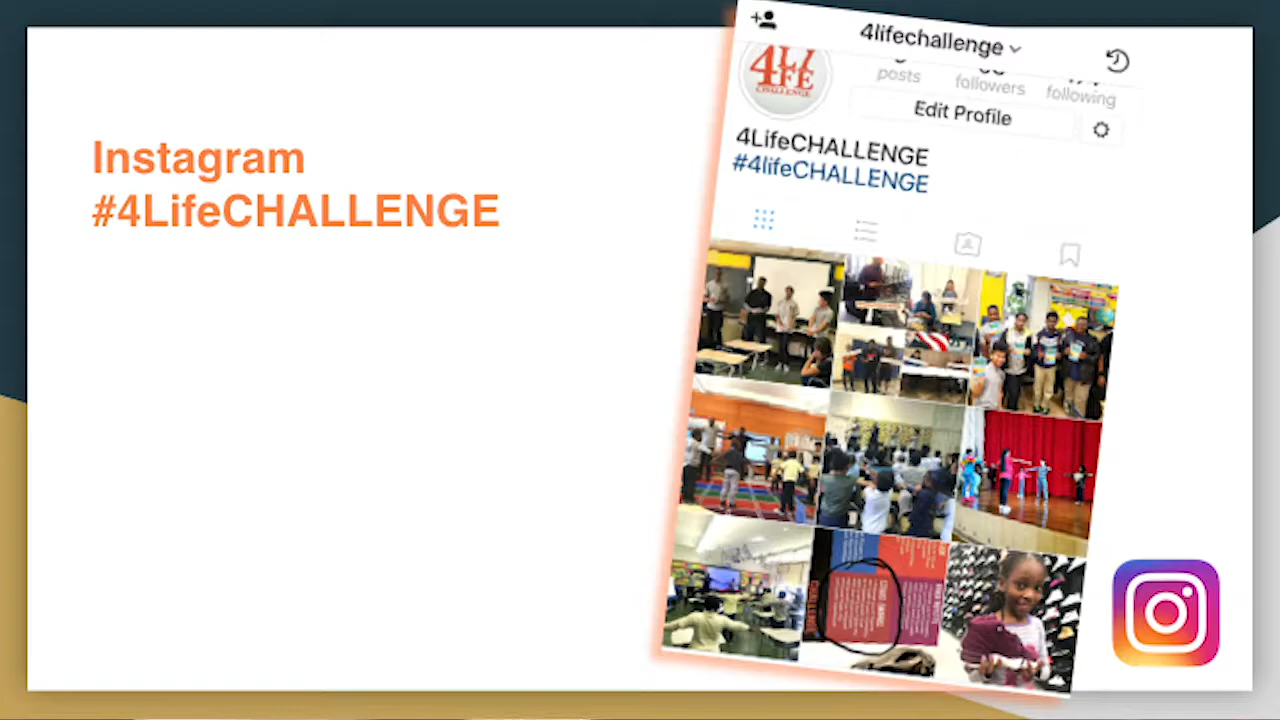 Instagram
#4LifeCHALLENGE
4lifechallenge
4LIFE
CHALLENGE
posts
followers
following
Edit Profile
4LifeCHALLENGE
#4lifeCHALLENGE